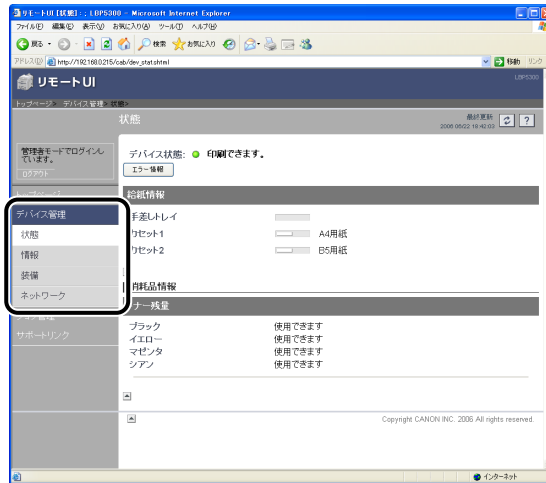 リモートUI [状態] : : LBP5300 - Microsoft Internet Explorer
ファイル(F) 編集(E) 表示(V) お気に入り(A) ツール(T) ヘルプ(H)
戻る 検索 お気に入り
アドレス(D) http://192.168.0.215/cab/dev_stat.shtml 移動 リンク
リモートUI LBP5300
トップページ> デバイス管理> 状態>
状態
最終更新
2006 06/22 18:42:03
管理者モードでログインしています。
ログアウト
デバイス状態: 印刷できます。
エラー情報
トップページ
デバイス管理
状態
情報
装備
ネットワーク
サポートリンク
給紙情報
手差しトレイ
カセット1 A4用紙
カセット2 B5用紙
消耗品情報
ナー残量
ブラック 使用できます
イエロー 使用できます
マゼンタ 使用できます
シアン 使用できます
Copyright CANON INC. 2006 All rights reserved.
インターネット